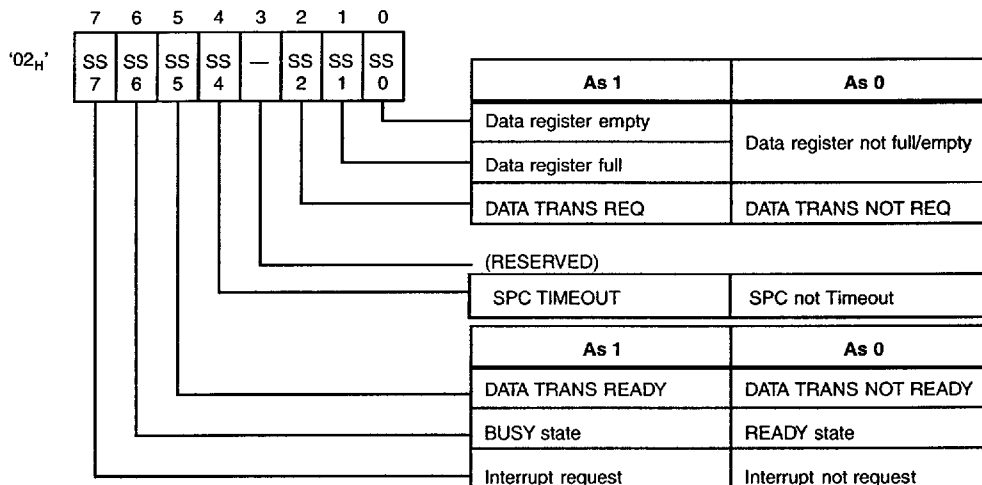 7 6 5 4 3 2 1 0
‘02H’ SS 7 SS 6 SS 5 SS 4 — SS 2 SS 1 SS 0
As 1 As 0
Data register empty
Data register not full/empty
Data register full
DATA TRANS REQ DATA TRANS NOT REQ
(RESERVED)
SPC TIMEOUT SPC not Timeout
As 1 As 0
DATA TRANS READY DATA TRANS NOT READY
BUSY state READY state
Interrupt request Interrupt not request